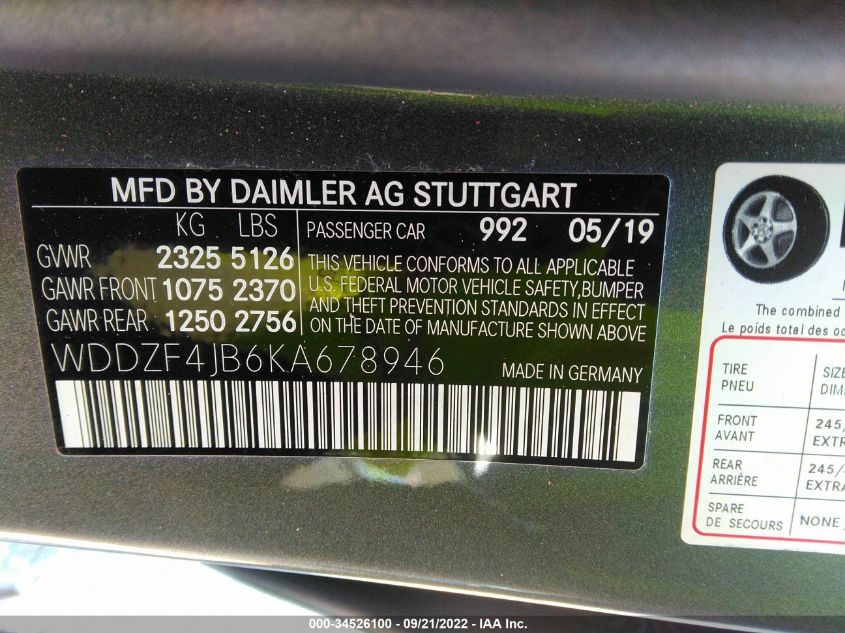 MFD BY DAIMLER AG STUTTGART
KG LBS
GVWR 2325 5126
GAWR FRONT 1075 2370
GAWR REAR 1250 2756
PASSENGER CAR 992 05/19
THIS VEHICLE CONFORMS TO ALL APPLICABLE
U.S. FEDERAL MOTOR VEHICLE SAFETY,BUMPER
AND THEFT PREVENTION STANDARDS IN EFFECT
ON THE DATE OF MANUFACTURE SHOWN ABOVE
WDDZF4JB6KA678946 MADE IN GERMANY
The combined
Le poids total des
TIRE
PNEU
FRONT 245/
AVANT
REAR 245/
ARRIÈRE
SPARE
DE SECOURS NONE
000-34526100 - 09/21/2022 - IAA Inc.